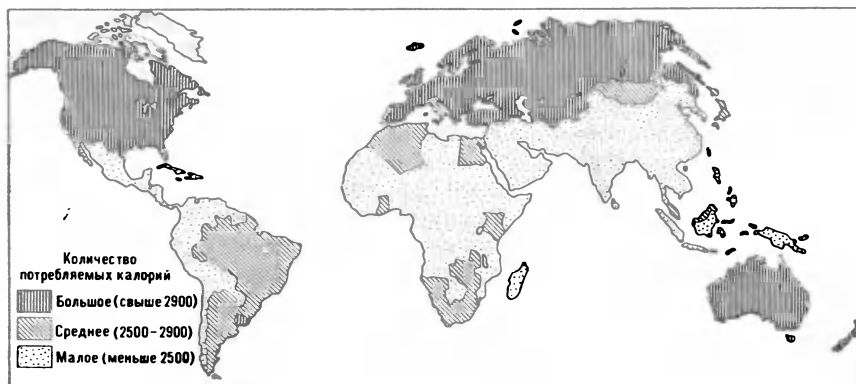 Количество
потребляемых калорий
Большое (свыше 2900)
Среднее (2500-2900)
Малое (меньше 2500)